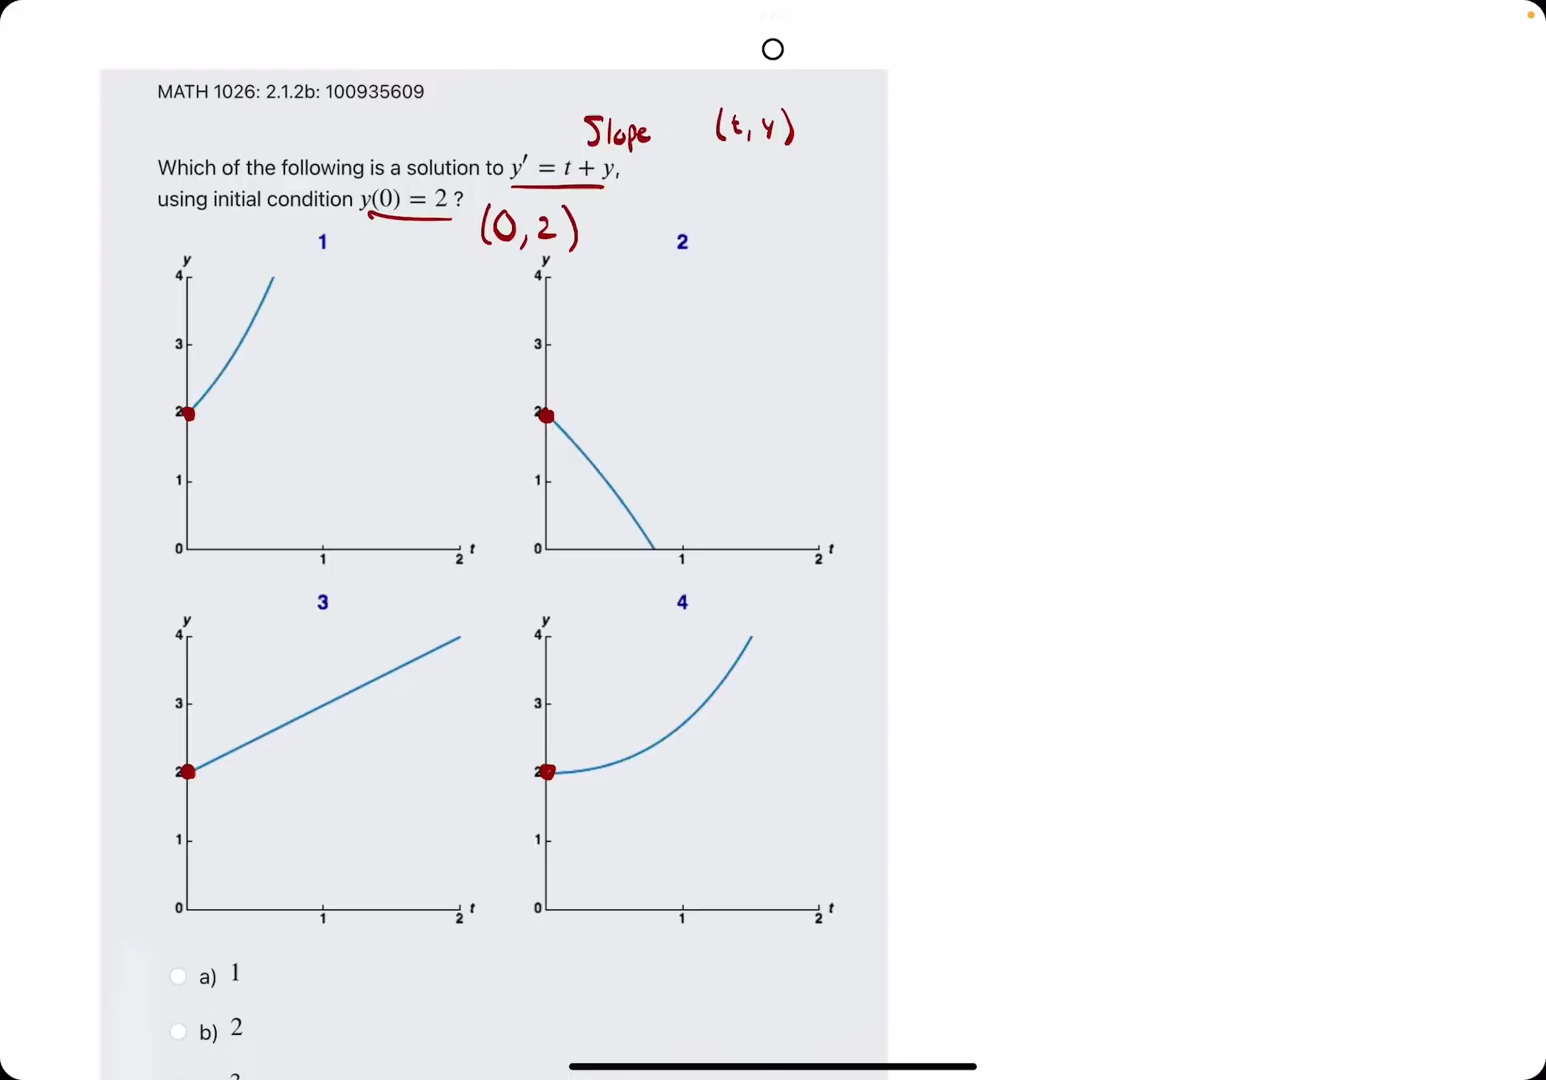 MATH 1026: 2.1.2b: 100935609
Slope (t, y)
Which of the following is a solution to y′ = t + y,
using initial condition y(0) = 2 ?
(0, 2)
1 2
y y
4 4
3 3
2 2
1 1
0 1 2 t 0 1 2 t
3 4
y y
4 4
3 3
2 2
1 1
0 1 2 t 0 1 2 t
a) 1
b) 2